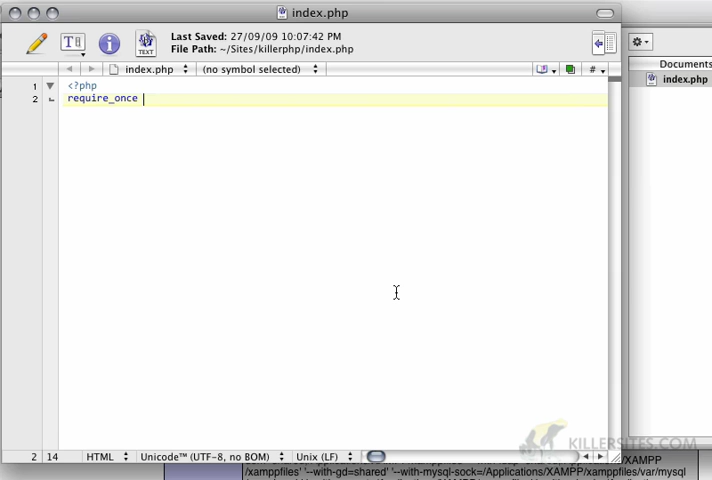 index.php
Last Saved: 27/09/09 10:07:42 PM
File Path: ~/Sites/killerphp/index.php
T
TEXT
index.php
(no symbol selected)
#
Documents
index.php
1
<?php
2
require_once
KILLERSITES.COM
2 14
HTML
Unicode™ (UTF-8, no BOM)
Unix (LF)
/XAMPP
/xamppfiles' '--with-gd=shared' '--with-mysql-sock=/Applications/XAMPP/xamppfiles/var/mysql